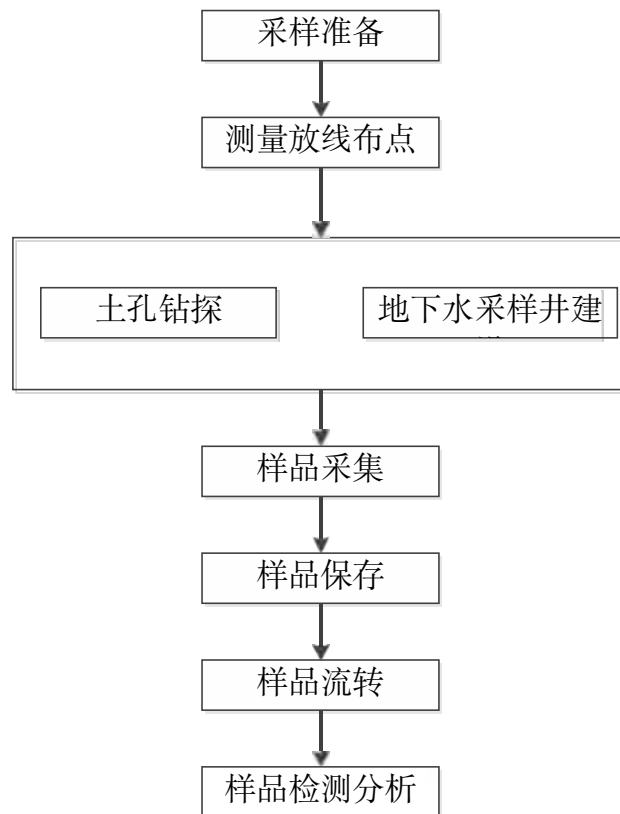 采样准备
测量放线布点
土孔钻探
地下水采样井建
样品采集
样品保存
样品流转
样品检测分析